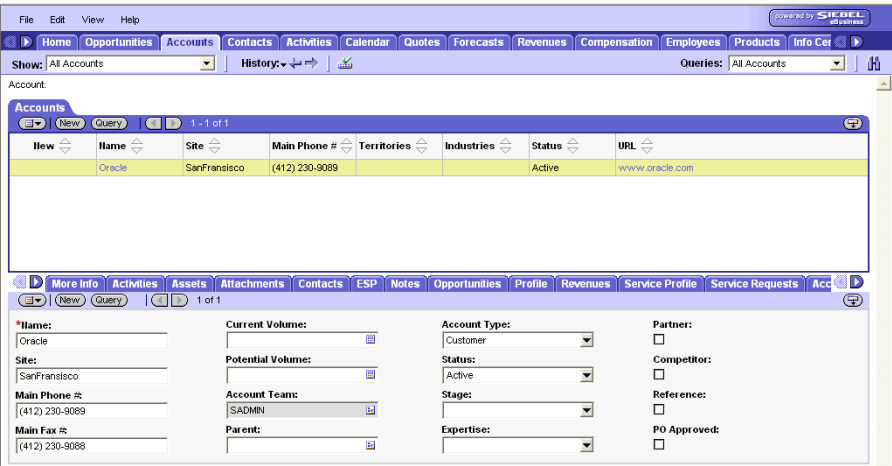 File Edit View Help powered by SIEBEL eBusiness
Home Opportunities Accounts Contacts Activities Calendar Quotes Forecasts Revenues Compensation Employees Products Info Cer
Show: All Accounts History: Queries: All Accounts
Account:
Accounts
New Query 1 - 1 of 1
New Name Site Main Phone # Territories Industries Status URL
Oracle SanFransisco (412) 230-9089 Active www.oracle.com
More Info Activities Assets Attachments Contacts ESP Notes Opportunities Profile Revenues Service Profile Service Requests Acc
New Query 1 of 1
*Name: Current Volume: Account Type: Partner:
Oracle Customer
Site: Potential Volume: Status: Competitor:
SanFransisco Active
Main Phone #: Account Team: Stage: Reference:
(412) 230-9089 SADMIN
Main Fax #: Parent: Expertise: PO Approved:
(412) 230-9088